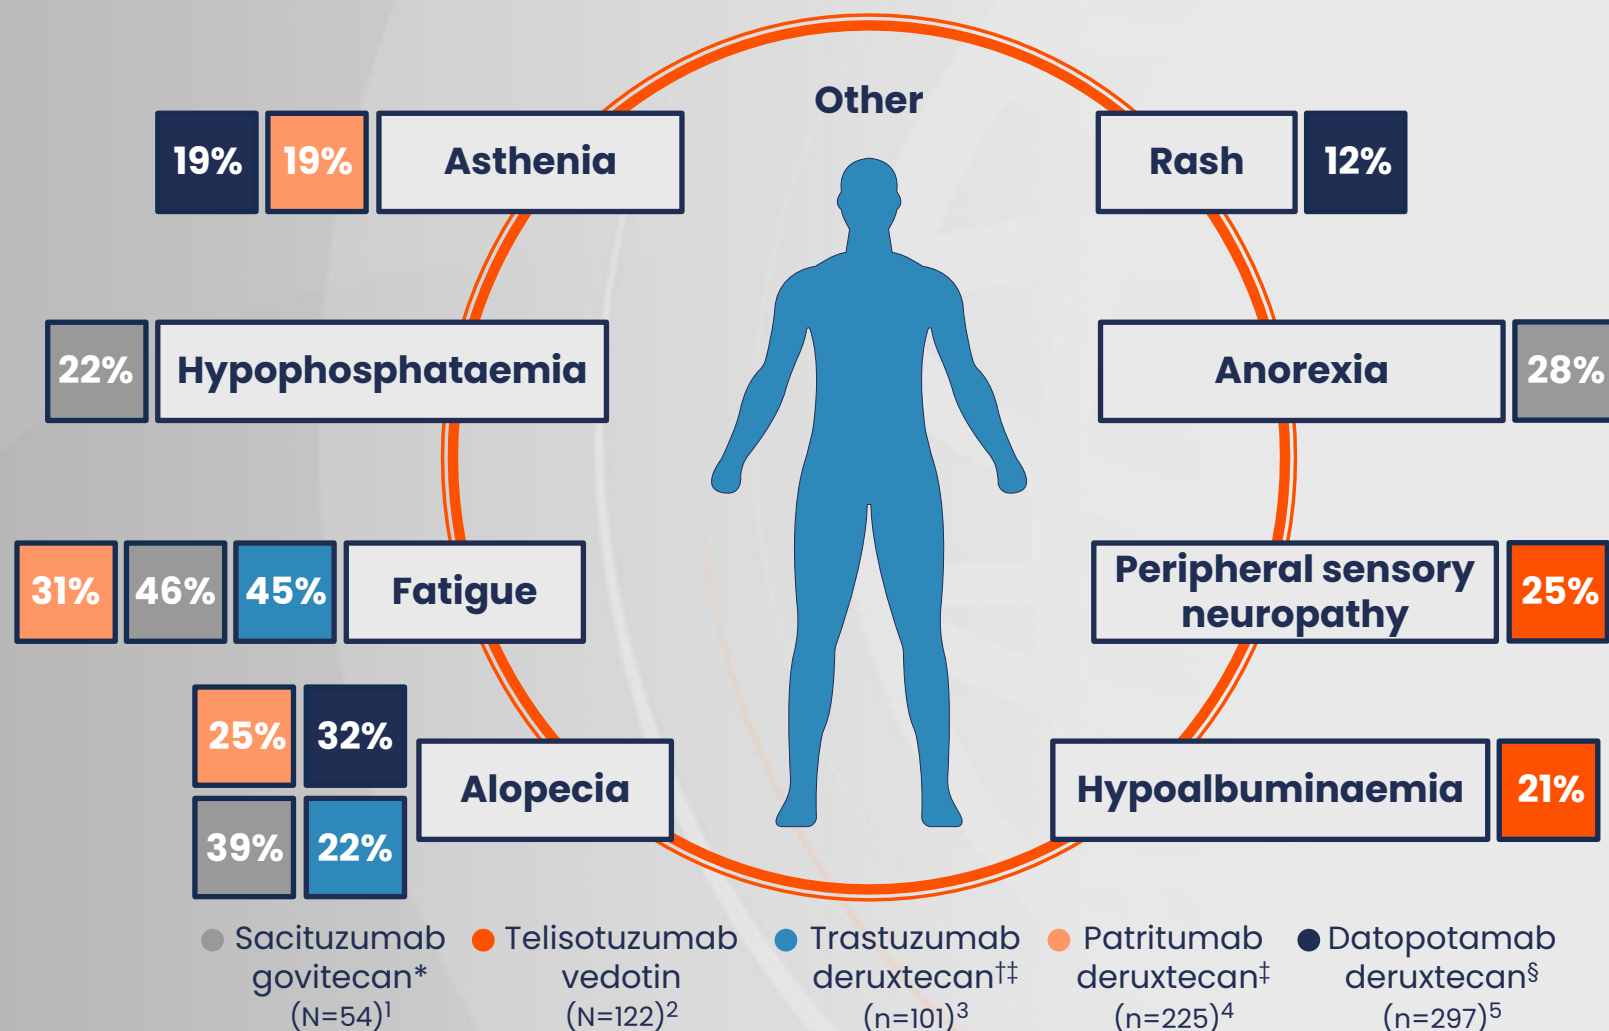 Other
19%
19%
Asthenia
Rash
12%
22%
Hypophosphataemia
Anorexia
28%
31%
46%
45%
Fatigue
Peripheral sensory
neuropathy
25%
25%
32%
39%
22%
Alopecia
Hypoalbuminaemia
21%
Sacituzumab
govitecan*
(N=54)¹
Telisotuzumab
vedotin
(N=122)²
Trastuzumab
deruxtecan†‡
(n=101)³
Patritumab
deruxtecan‡
(n=225)⁴
Datopotamab
deruxtecan§
(n=297)⁵